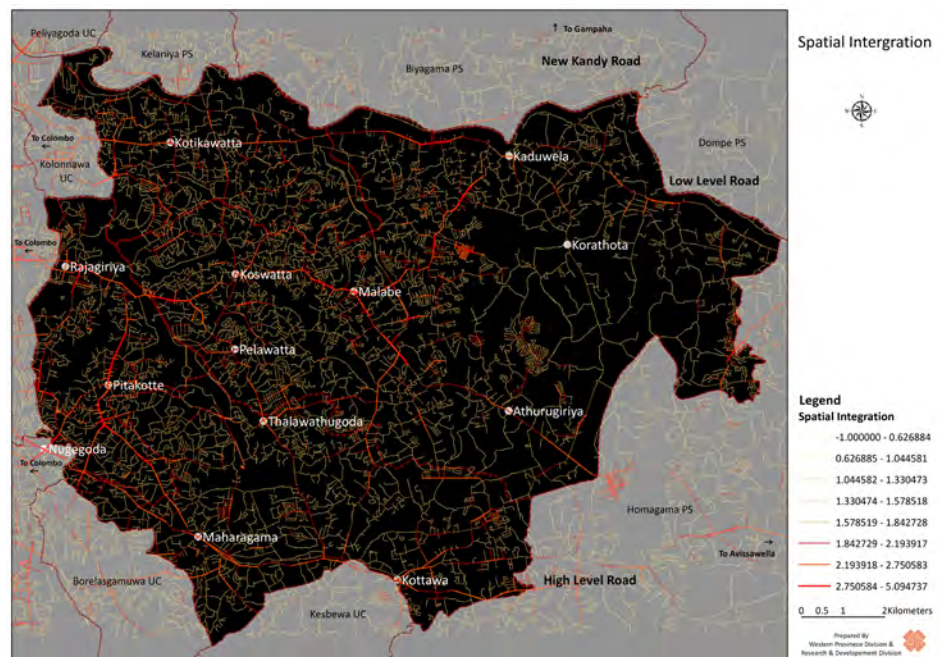 Spatial Intergration
Peliyagoda UC
To Gampaha
Kelaniya PS
Biyagama PS
New Kandy Road
To Colombo
Kotikawatta
Kaduwela
Dompe PS
Kolonnawa
UC
Low Level Road
To Colombo
Korathota
Rajagiriya
Koswatta
Malabe
Pelawatta
Pitakotte
Thalawathugoda
Athurugiriya
Nugegoda
To Colombo
Homagama PS
Maharagama
To Avissawella
Borelasgamuwa UC
Kottawa
High Level Road
Kesbewa UC
Legend
Spatial Integration
-1.000000 - 0.626884
0.626885 - 1.044581
1.044582 - 1.330473
1.330474 - 1.578518
1.578519 - 1.842728
1.842729 - 2.193917
2.193918 - 2.750583
2.750584 - 5.094737
0 0.5 1 2Kilometers
Prepared By
Western Provinece Division &
Research & Developement Division